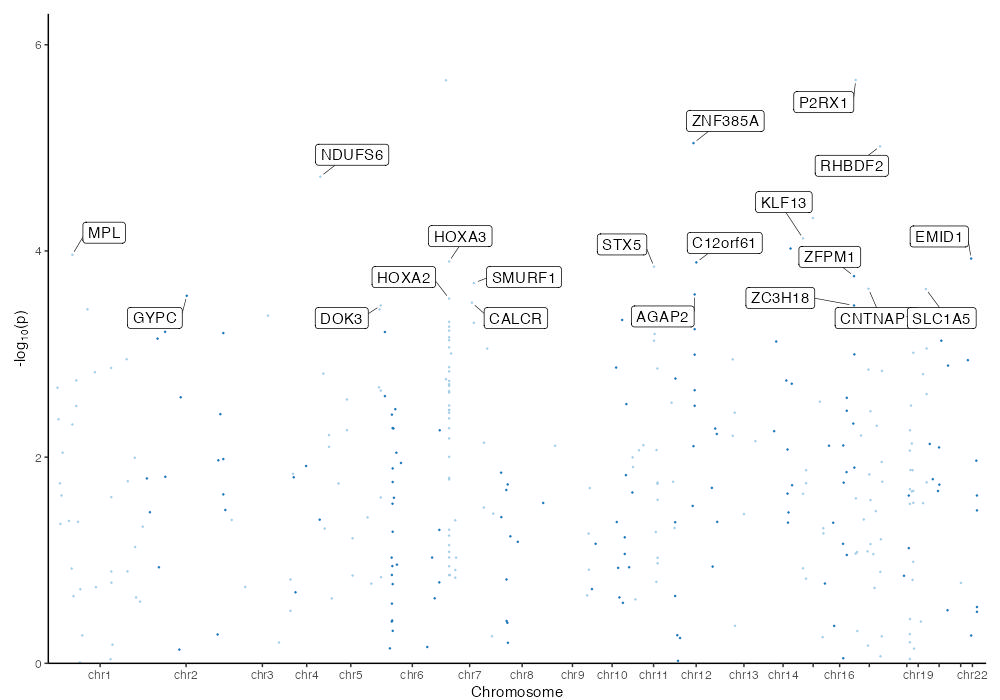 6
P2RX1
ZNF385A
NDUFS6
RHBDF2
KLF13
MPL
HOXA3
STX5
C12orf61
EMID1
4
ZFPM1
HOXA2
SMURF1
ZC3H18
GYPC
DOK3
CALCR
AGAP2
CNTNAP
SLC1A5
-log10(p)
2
0
chr1 chr2 chr3 chr4 chr5 chr6 chr7 chr8 chr9 chr10 chr11 chr12 chr13 chr14 chr16 chr19 chr22
Chromosome